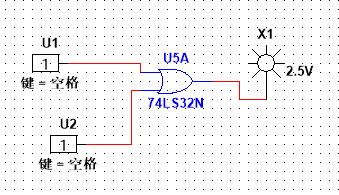 X1
U1
U5A
1
2.5V
键 = 空格
74LS32N
U2
1
键 = 空格